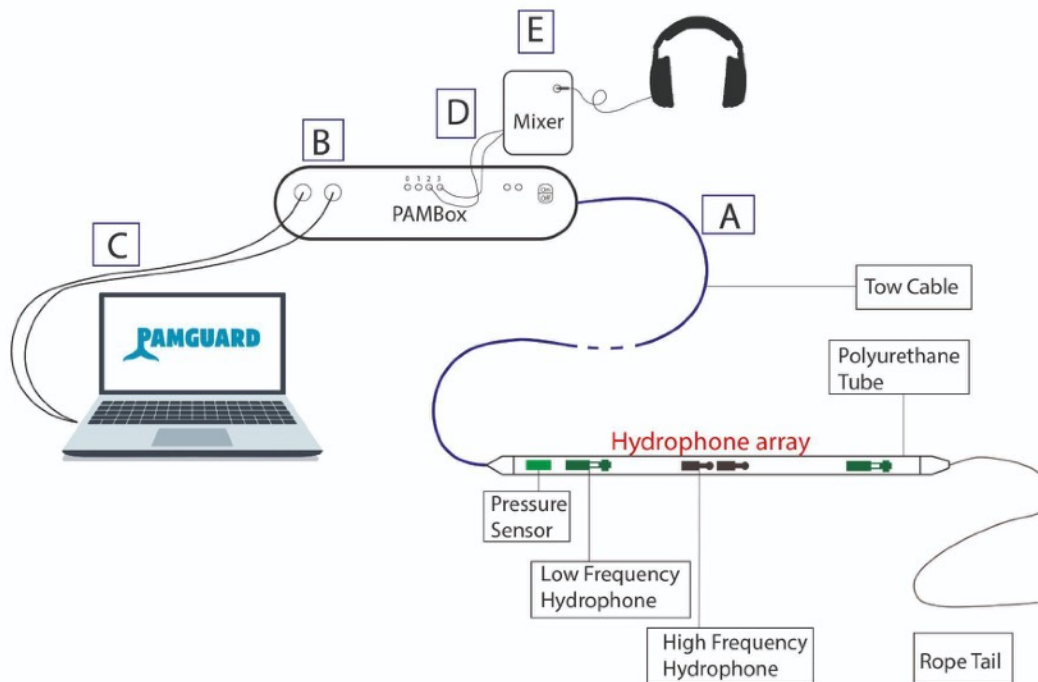 E
D
Mixer
B
0 1 2 3
On
Off
PAMBox
A
C
Tow Cable
PAMGUARD
Polyurethane
Tube
Hydrophone array
Pressure
Sensor
Low Frequency
Hydrophone
High Frequency
Hydrophone
Rope Tail